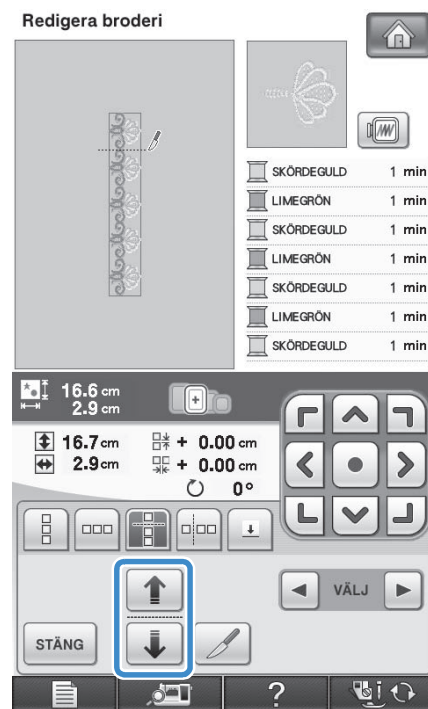 Redigera broderi
SKÖRDEGULD 1 min
LIMEGRÖN 1 min
SKÖRDEGULD 1 min
LIMEGRÖN 1 min
SKÖRDEGULD 1 min
LIMEGRÖN 1 min
SKÖRDEGULD 1 min
16.6 cm
2.9 cm
16.7 cm + 0.00 cm
2.9 cm + 0.00 cm
0°
VÄLJ
STÄNG
?